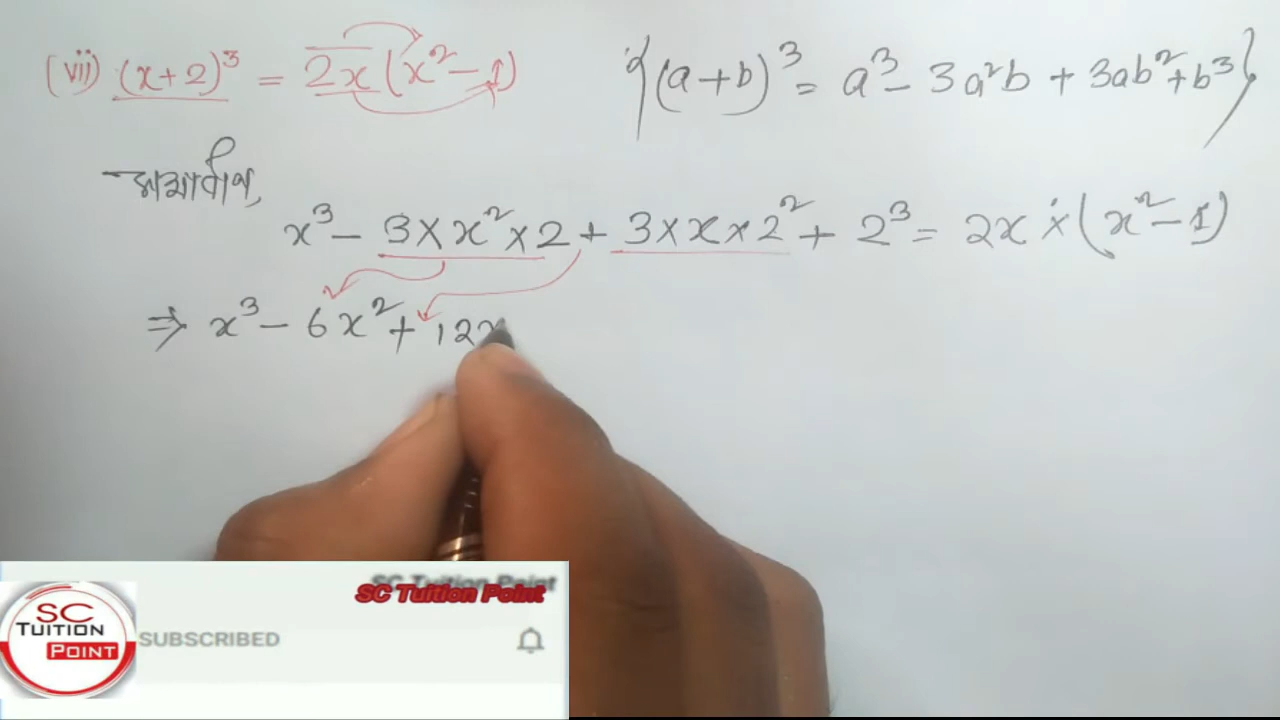 (vii) (x+2)³ = 2x(x²-1) {(a+b)³ = a³ - 3a²b + 3ab² + b³}
x³ - 3×x²×2 + 3×x×2² + 2³ = 2x × (x²-1)
⇒ x³ - 6x² + 12x
SC Tuition Point
SC
TUITION
POINT
SUBSCRIBED